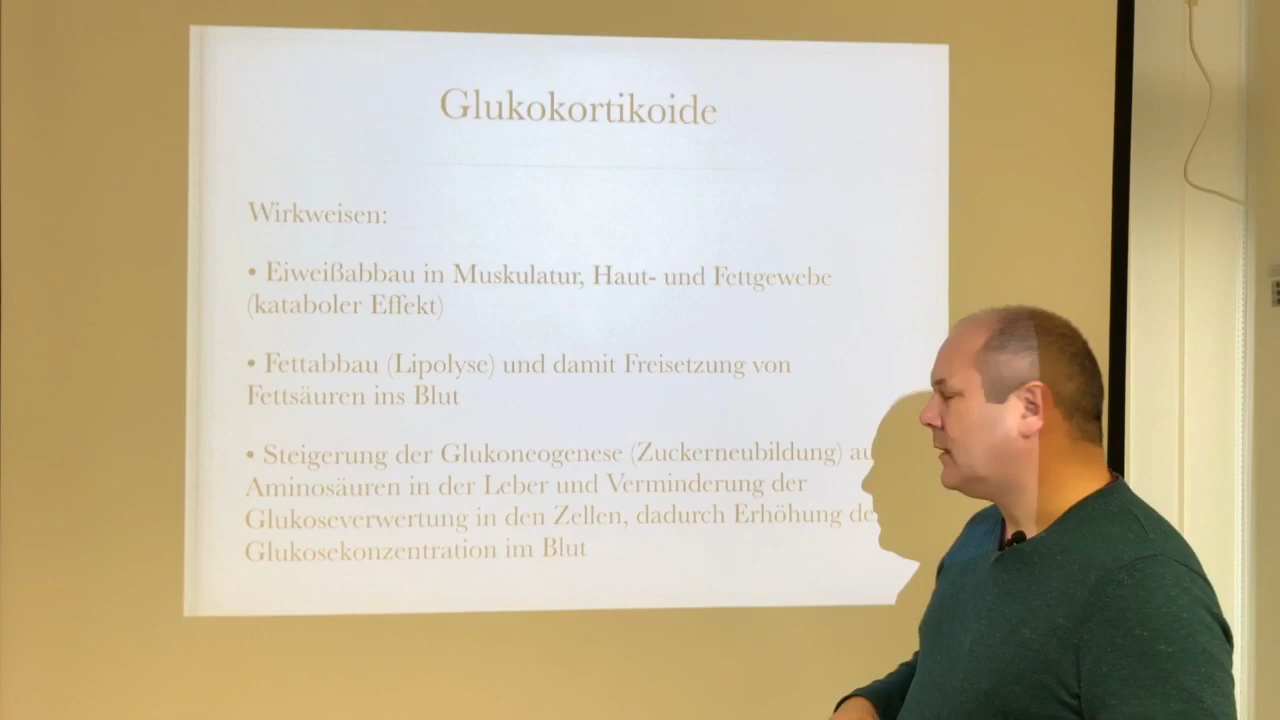 Glukokortikoide
Wirkweisen:
• Eiweißabbau in Muskulatur, Haut- und Fettgewebe
(kataboler Effekt)
• Fettabbau (Lipolyse) und damit Freisetzung von
Fettsäuren ins Blut
• Steigerung der Glukoneogenese (Zuckerneubildung)
Aminosäuren in der Leber und Verminderung der
Glukoseverwertung in den Zellen, dadurch Erhöhung
Glukosekonzentration im Blut